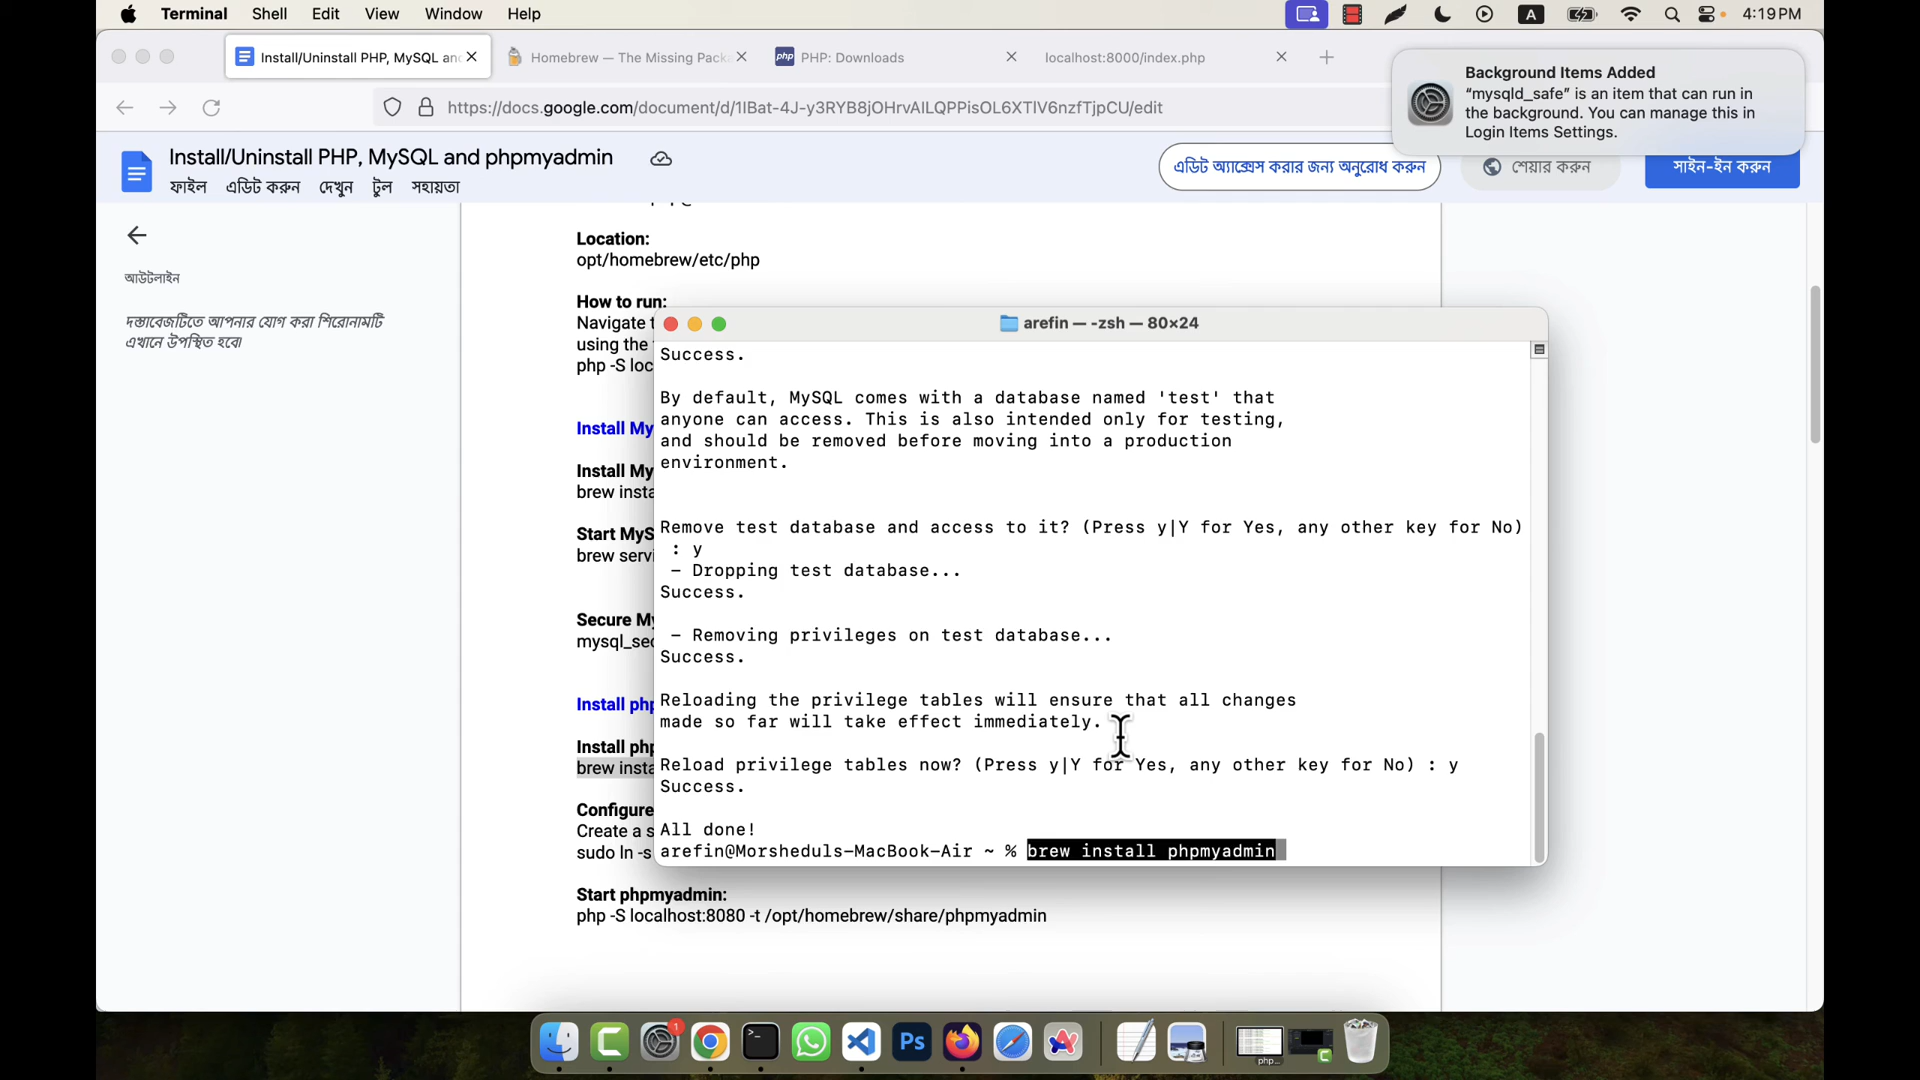 Terminal Shell Edit View Window Help A 4:19 PM
Install/Uninstall PHP, MySQL an
Homebrew — The Missing Packa
php PHP: Downloads
localhost:8000/index.php
https://docs.google.com/document/d/1IBat-4J-y3RYB8jOHrvAILQPPisOL6XTIV6nzfTjpCU/edit
Background Items Added
“mysqld_safe” is an item that can run in
the background. You can manage this in
Login Items Settings.
Install/Uninstall PHP, MySQL and phpmyadmin
ফাইল এডিট করুন দেখুন টুল সহায়তা
এডিট অ্যাক্সেস করার জন্য অনুরোধ করুন
শেয়ার করুন
সাইন-ইন করুন
আউটলাইন
দস্তাবেজটিতে আপনার যোগ করা শিরোনামটি
এখানে উপস্থিত হবে৷
Location:
opt/homebrew/etc/php
How to run:
Navigate t
using the
php -S loc
Install My
Install My
brew insta
Start MyS
brew servi
Secure My
mysql_sec
Install php
Install php
brew insta
Configure
Create a s
sudo ln -s
Start phpmyadmin:
php -S localhost:8080 -t /opt/homebrew/share/phpmyadmin
arefin — -zsh — 80×24
Success.
By default, MySQL comes with a database named 'test' that
anyone can access. This is also intended only for testing,
and should be removed before moving into a production
environment.
Remove test database and access to it? (Press y|Y for Yes, any other key for No)
: y
- Dropping test database...
Success.
- Removing privileges on test database...
Success.
Reloading the privilege tables will ensure that all changes
made so far will take effect immediately.
Reload privilege tables now? (Press y|Y for Yes, any other key for No) : y
Success.
All done!
arefin@Morsheduls-MacBook-Air ~ % brew install phpmyadmin
1
Ps
php...